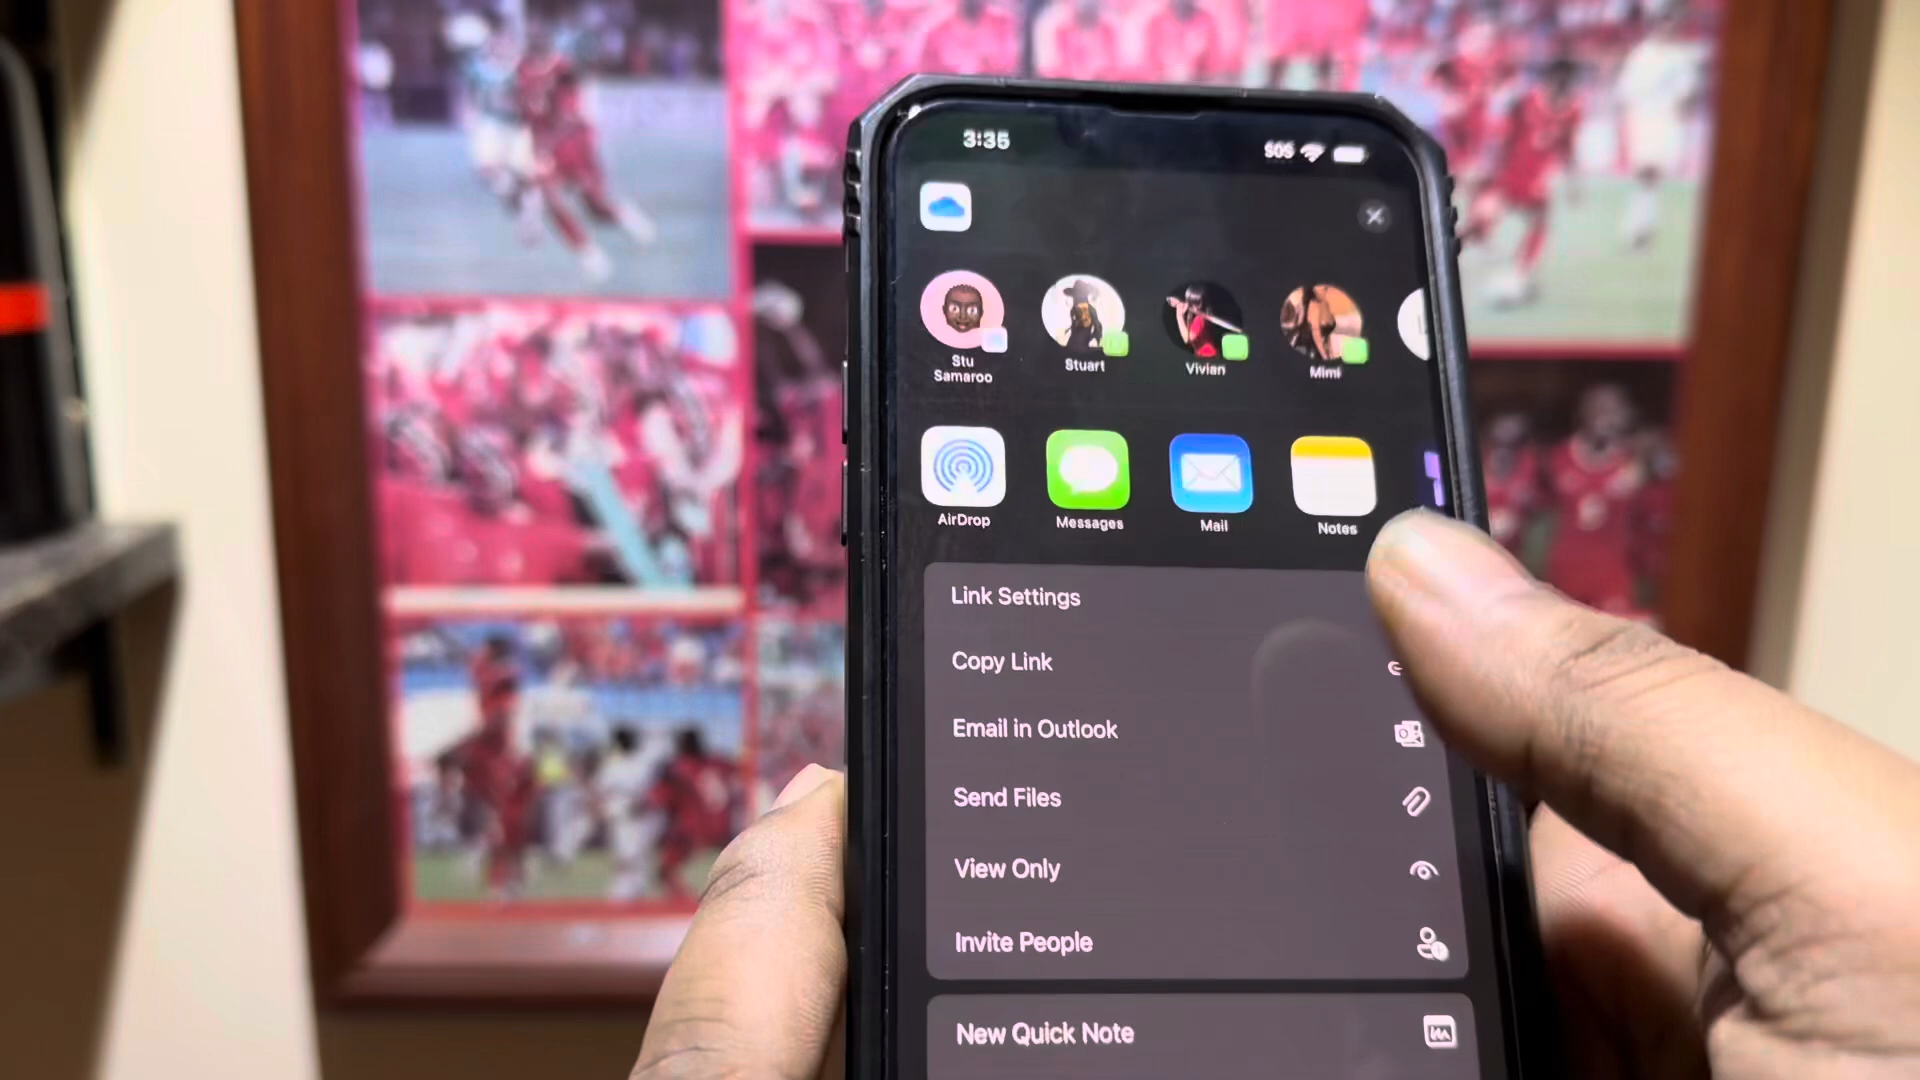 3:35
SOS
Stu
Samaroo
Stuart
Vivian
Mimi
AirDrop
Messages
Mail
Notes
Link Settings
Copy Link
Email in Outlook
Send Files
View Only
Invite People
New Quick Note